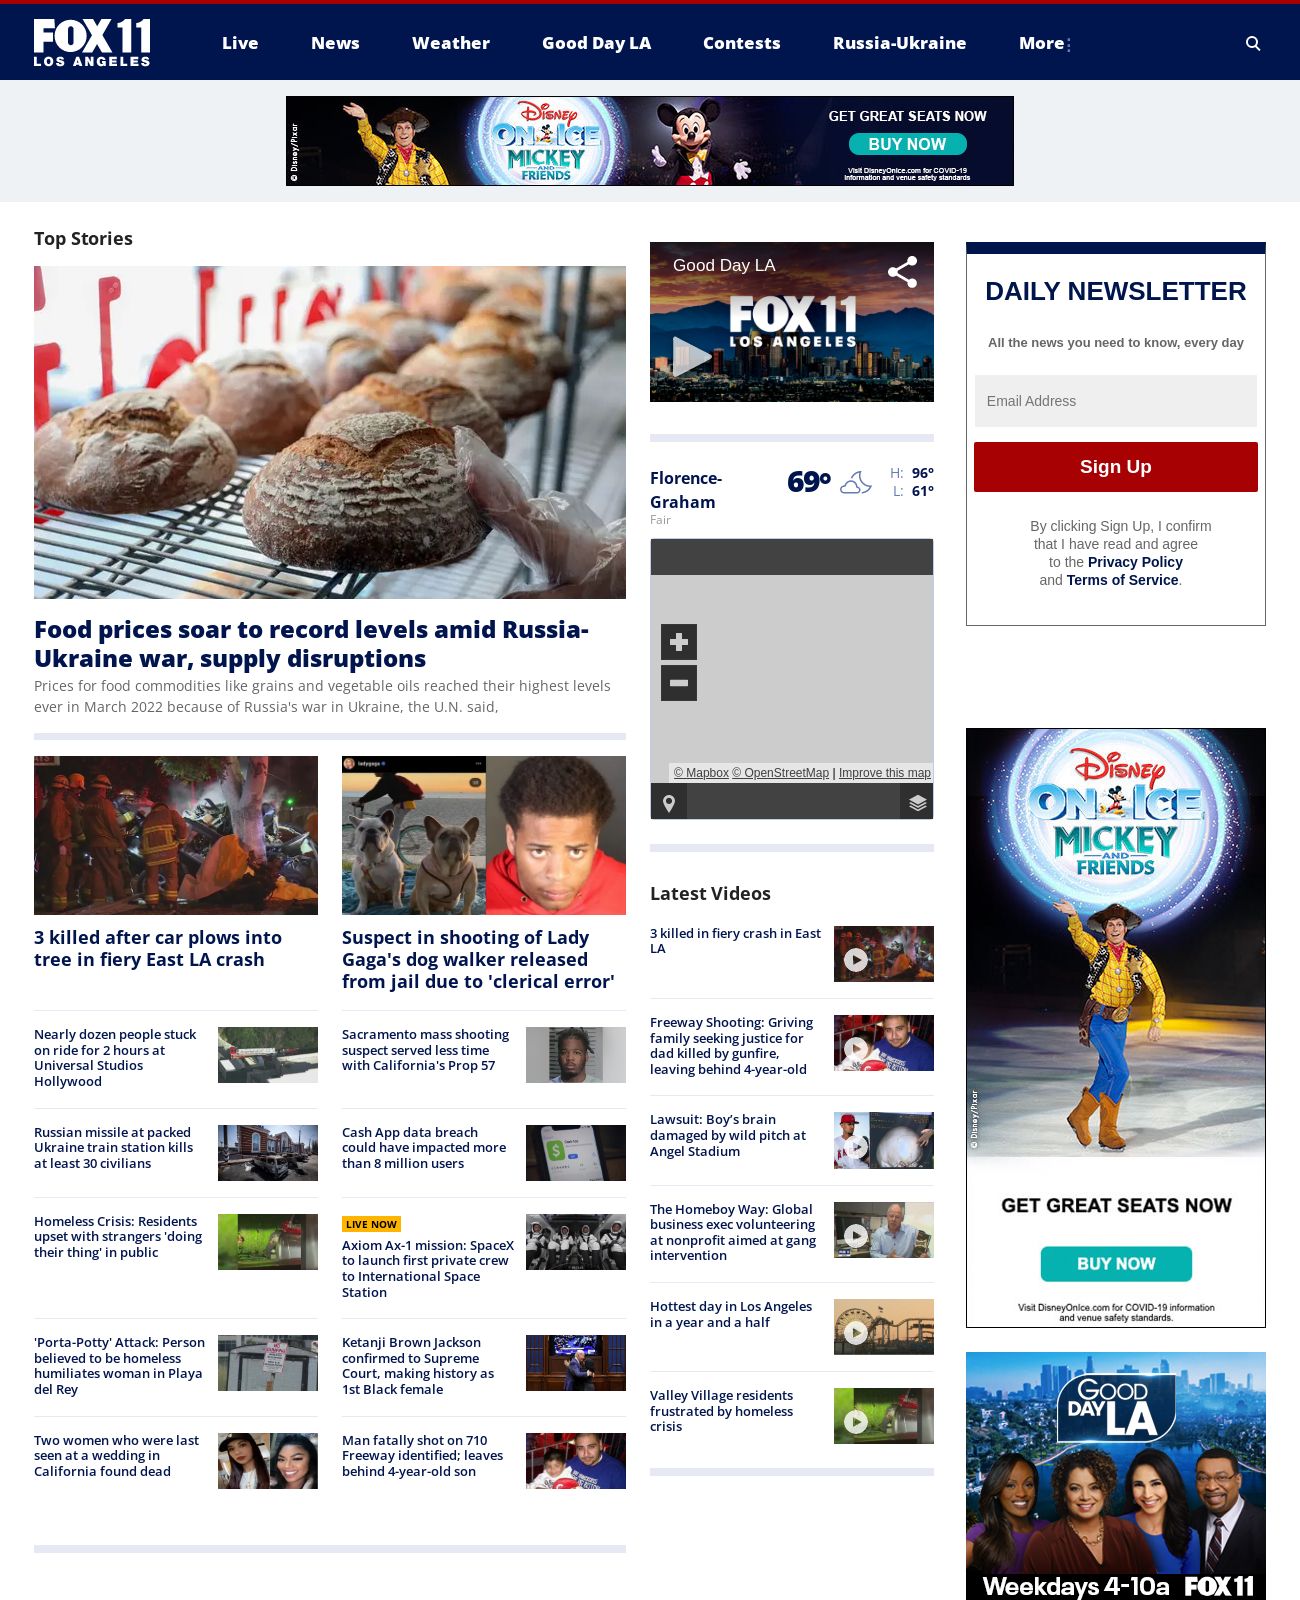 FOX 11
LOS ANGELES
Live
News
Weather
Good Day LA
Contests
Russia-Ukraine
More
© Disney/Pixar
Disney
ON ICE
MICKEY
AND
FRIENDS
GET GREAT SEATS NOW
BUY NOW
Visit DisneyOnIce.com for COVID-19
information and venue safety standards
Top Stories
Food prices soar to record levels amid Russia-
Ukraine war, supply disruptions
Prices for food commodities like grains and vegetable oils reached their highest levels
ever in March 2022 because of Russia's war in Ukraine, the U.N. said,
ladygaga
3 killed after car plows into
tree in fiery East LA crash
Suspect in shooting of Lady
Gaga's dog walker released
from jail due to 'clerical error'
Nearly dozen people stuck
on ride for 2 hours at
Universal Studios
Hollywood
Sacramento mass shooting
suspect served less time
with California's Prop 57
Russian missile at packed
Ukraine train station kills
at least 30 civilians
Cash App data breach
could have impacted more
than 8 million users
Homeless Crisis: Residents
upset with strangers 'doing
their thing' in public
LIVE NOW
Axiom Ax-1 mission: SpaceX
to launch first private crew
to International Space
Station
'Porta-Potty' Attack: Person
believed to be homeless
humiliates woman in Playa
del Rey
Ketanji Brown Jackson
confirmed to Supreme
Court, making history as
1st Black female
Two women who were last
seen at a wedding in
California found dead
Man fatally shot on 710
Freeway identified; leaves
behind 4-year-old son
Good Day LA
FOX 11
LOS ANGELES
Florence-
Graham
Fair
69°
H: 96°
L: 61°
© Mapbox © OpenStreetMap | Improve this map
Latest Videos
3 killed in fiery crash in East
LA
Freeway Shooting: Griving
family seeking justice for
dad killed by gunfire,
leaving behind 4-year-old
Lawsuit: Boy’s brain
damaged by wild pitch at
Angel Stadium
The Homeboy Way: Global
business exec volunteering
at nonprofit aimed at gang
intervention
Hottest day in Los Angeles
in a year and a half
Valley Village residents
frustrated by homeless
crisis
DAILY NEWSLETTER
All the news you need to know, every day
Email Address
Sign Up
By clicking Sign Up, I confirm
that I have read and agree
to the Privacy Policy
and Terms of Service.
Disney
ON ICE
MICKEY
AND
FRIENDS
© Disney/Pixar
GET GREAT SEATS NOW
BUY NOW
Visit DisneyOnIce.com for COVID-19 information
and venue safety standards.
GOOD
DAY
LA
Weekdays 4-10a FOX 11